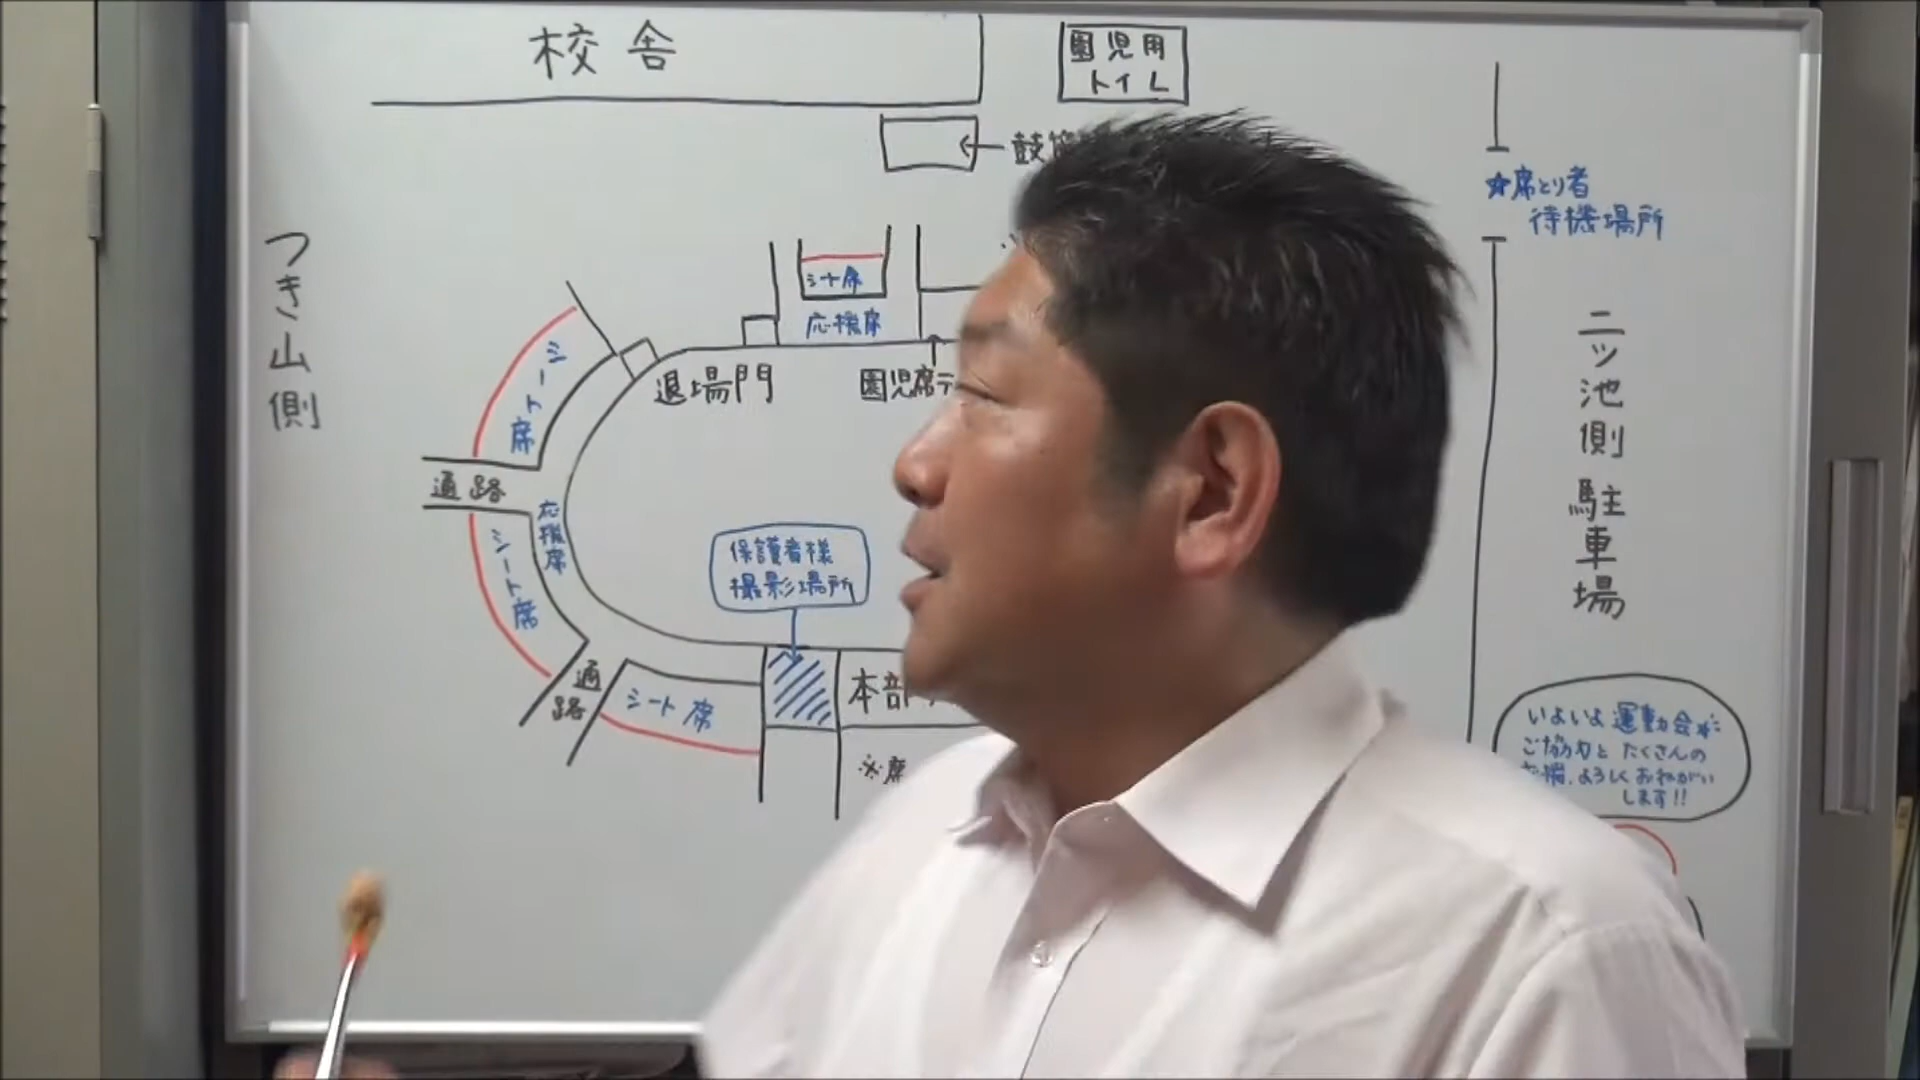 校舎
園児用
トイレ
鼓
★席とり者
待機場所
つき山側
シート席
応援席
退場門
園児席テ
シート席
通路
応援席
シート席
保護者様
撮影場所
二ツ池側駐車場
通路
シート席
本部
※席
いよいよ運動会が
ご協力と たくさんの
よろしくおねがい
します!!